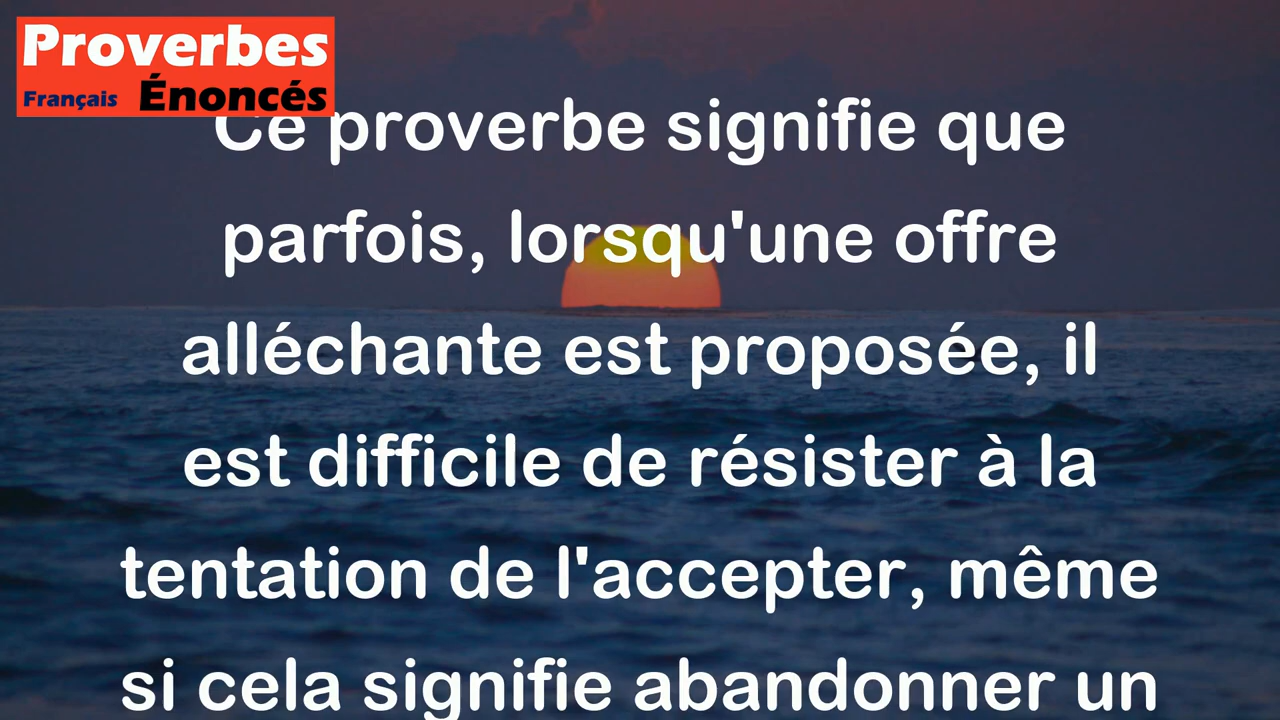 Proverbes
Français Énoncés
Ce proverbe signifie que
parfois, lorsqu'une offre
alléchante est proposée, il
est difficile de résister à la
tentation de l'accepter, même
si cela signifie abandonner un